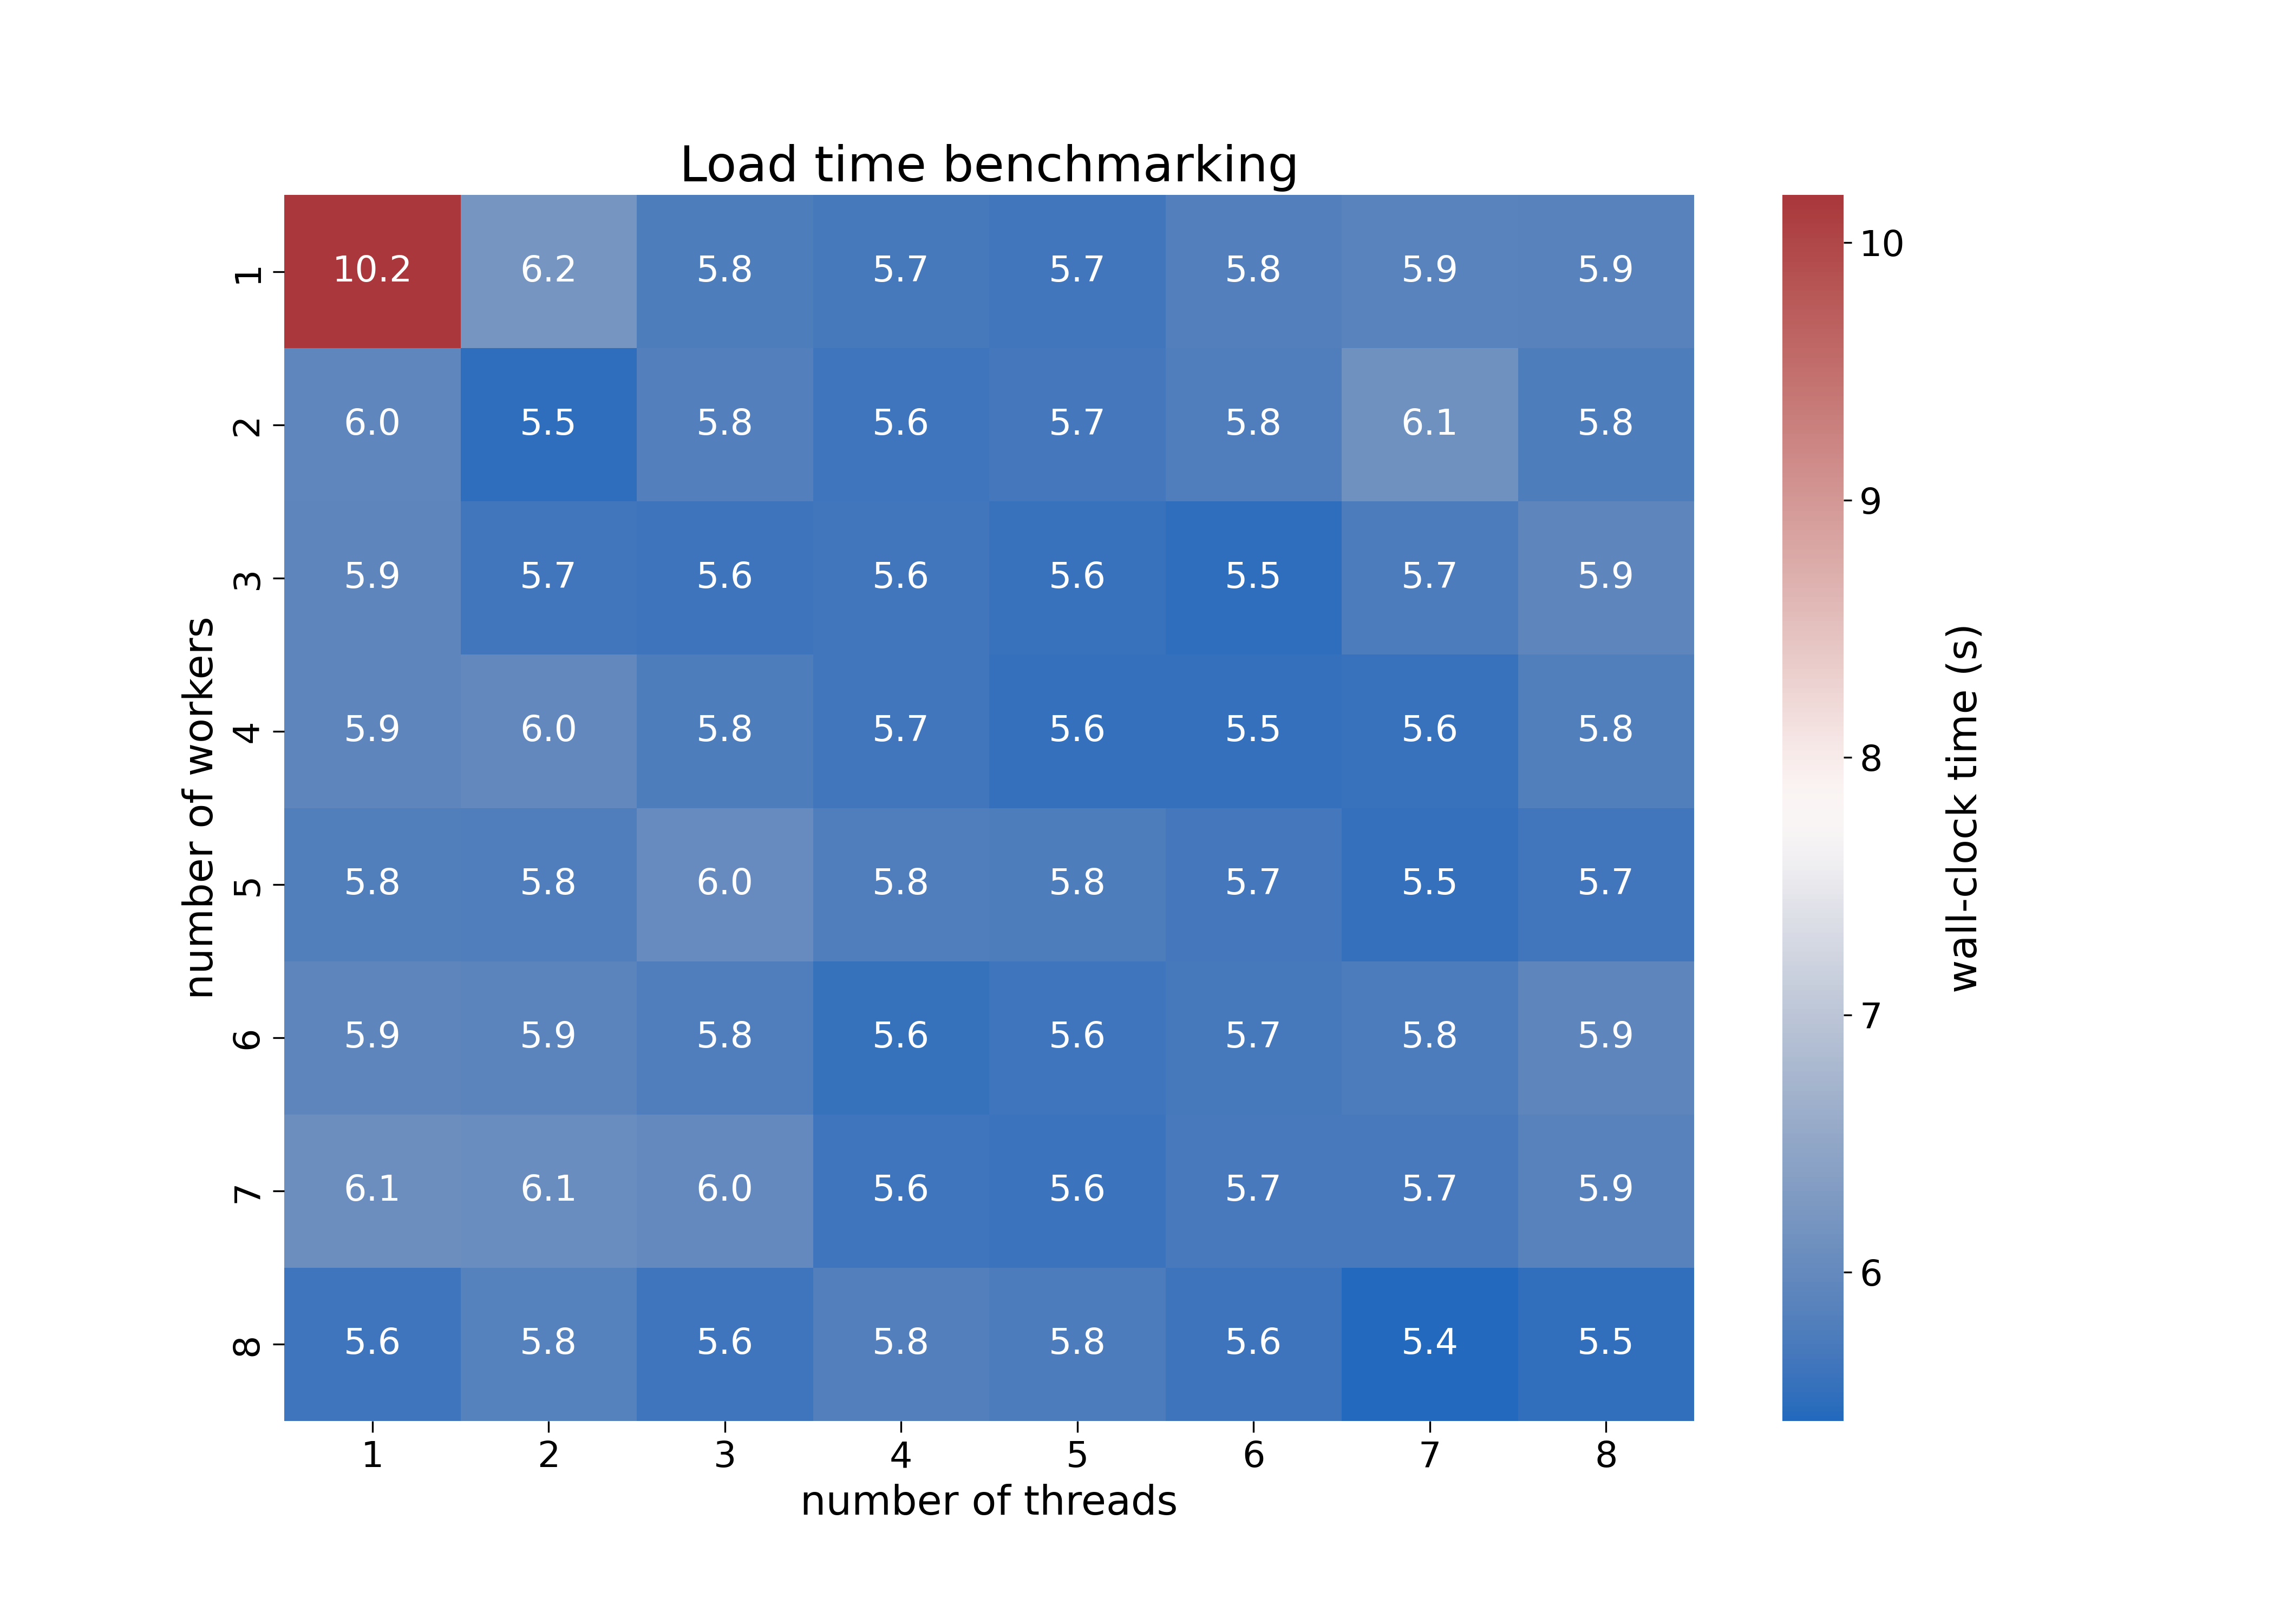 Load time benchmarking
1 10.2 6.2 5.8 5.7 5.7 5.8 5.9 5.9
2 6.0 5.5 5.8 5.6 5.7 5.8 6.1 5.8
3 5.9 5.7 5.6 5.6 5.6 5.5 5.7 5.9
4 5.9 6.0 5.8 5.7 5.6 5.5 5.6 5.8
5 5.8 5.8 6.0 5.8 5.8 5.7 5.5 5.7
6 5.9 5.9 5.8 5.6 5.6 5.7 5.8 5.9
7 6.1 6.1 6.0 5.6 5.6 5.7 5.7 5.9
8 5.6 5.8 5.6 5.8 5.8 5.6 5.4 5.5
1 2 3 4 5 6 7 8
number of threads
number of workers
10
9
8
7
6
wall-clock time (s)